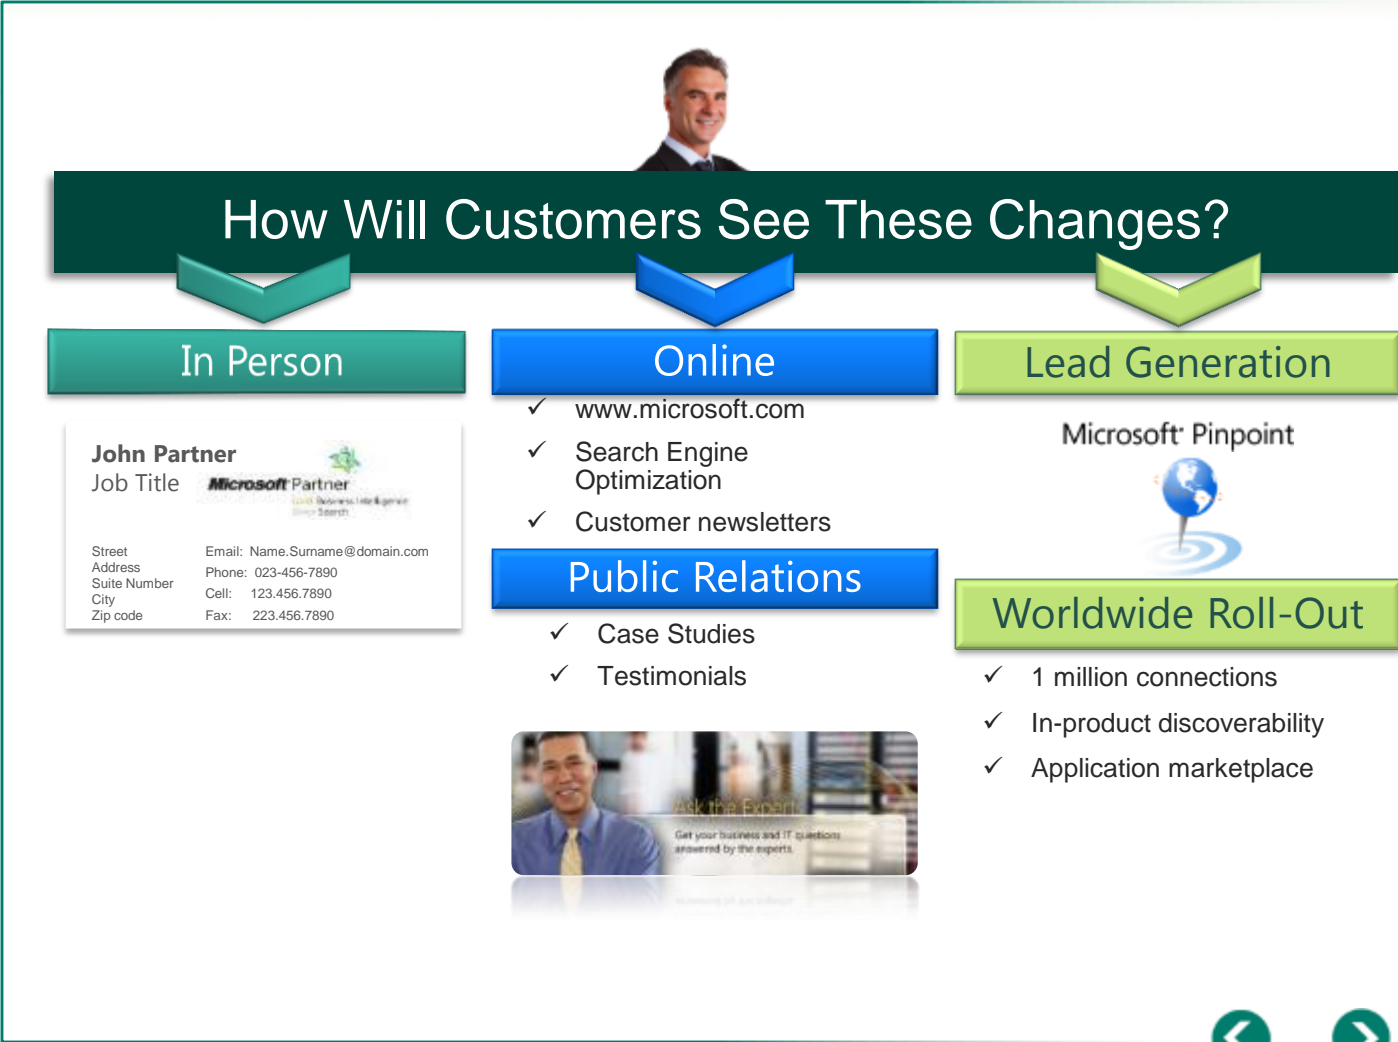 How Will Customers See These Changes?
In Person
John Partner
Job Title
Microsoft Partner
Business Intelligence
Search
Street
Address
Suite Number
City
Zip code
Email: Name.Surname@domain.com
Phone: 023-456-7890
Cell: 123.456.7890
Fax: 223.456.7890
Online
✓ www.microsoft.com
✓ Search Engine
Optimization
✓ Customer newsletters
Public Relations
✓ Case Studies
✓ Testimonials
Ask the Experts
Get your business and IT questions
answered by the experts.
Lead Generation
Microsoft Pinpoint
Worldwide Roll-Out
✓ 1 million connections
✓ In-product discoverability
✓ Application marketplace